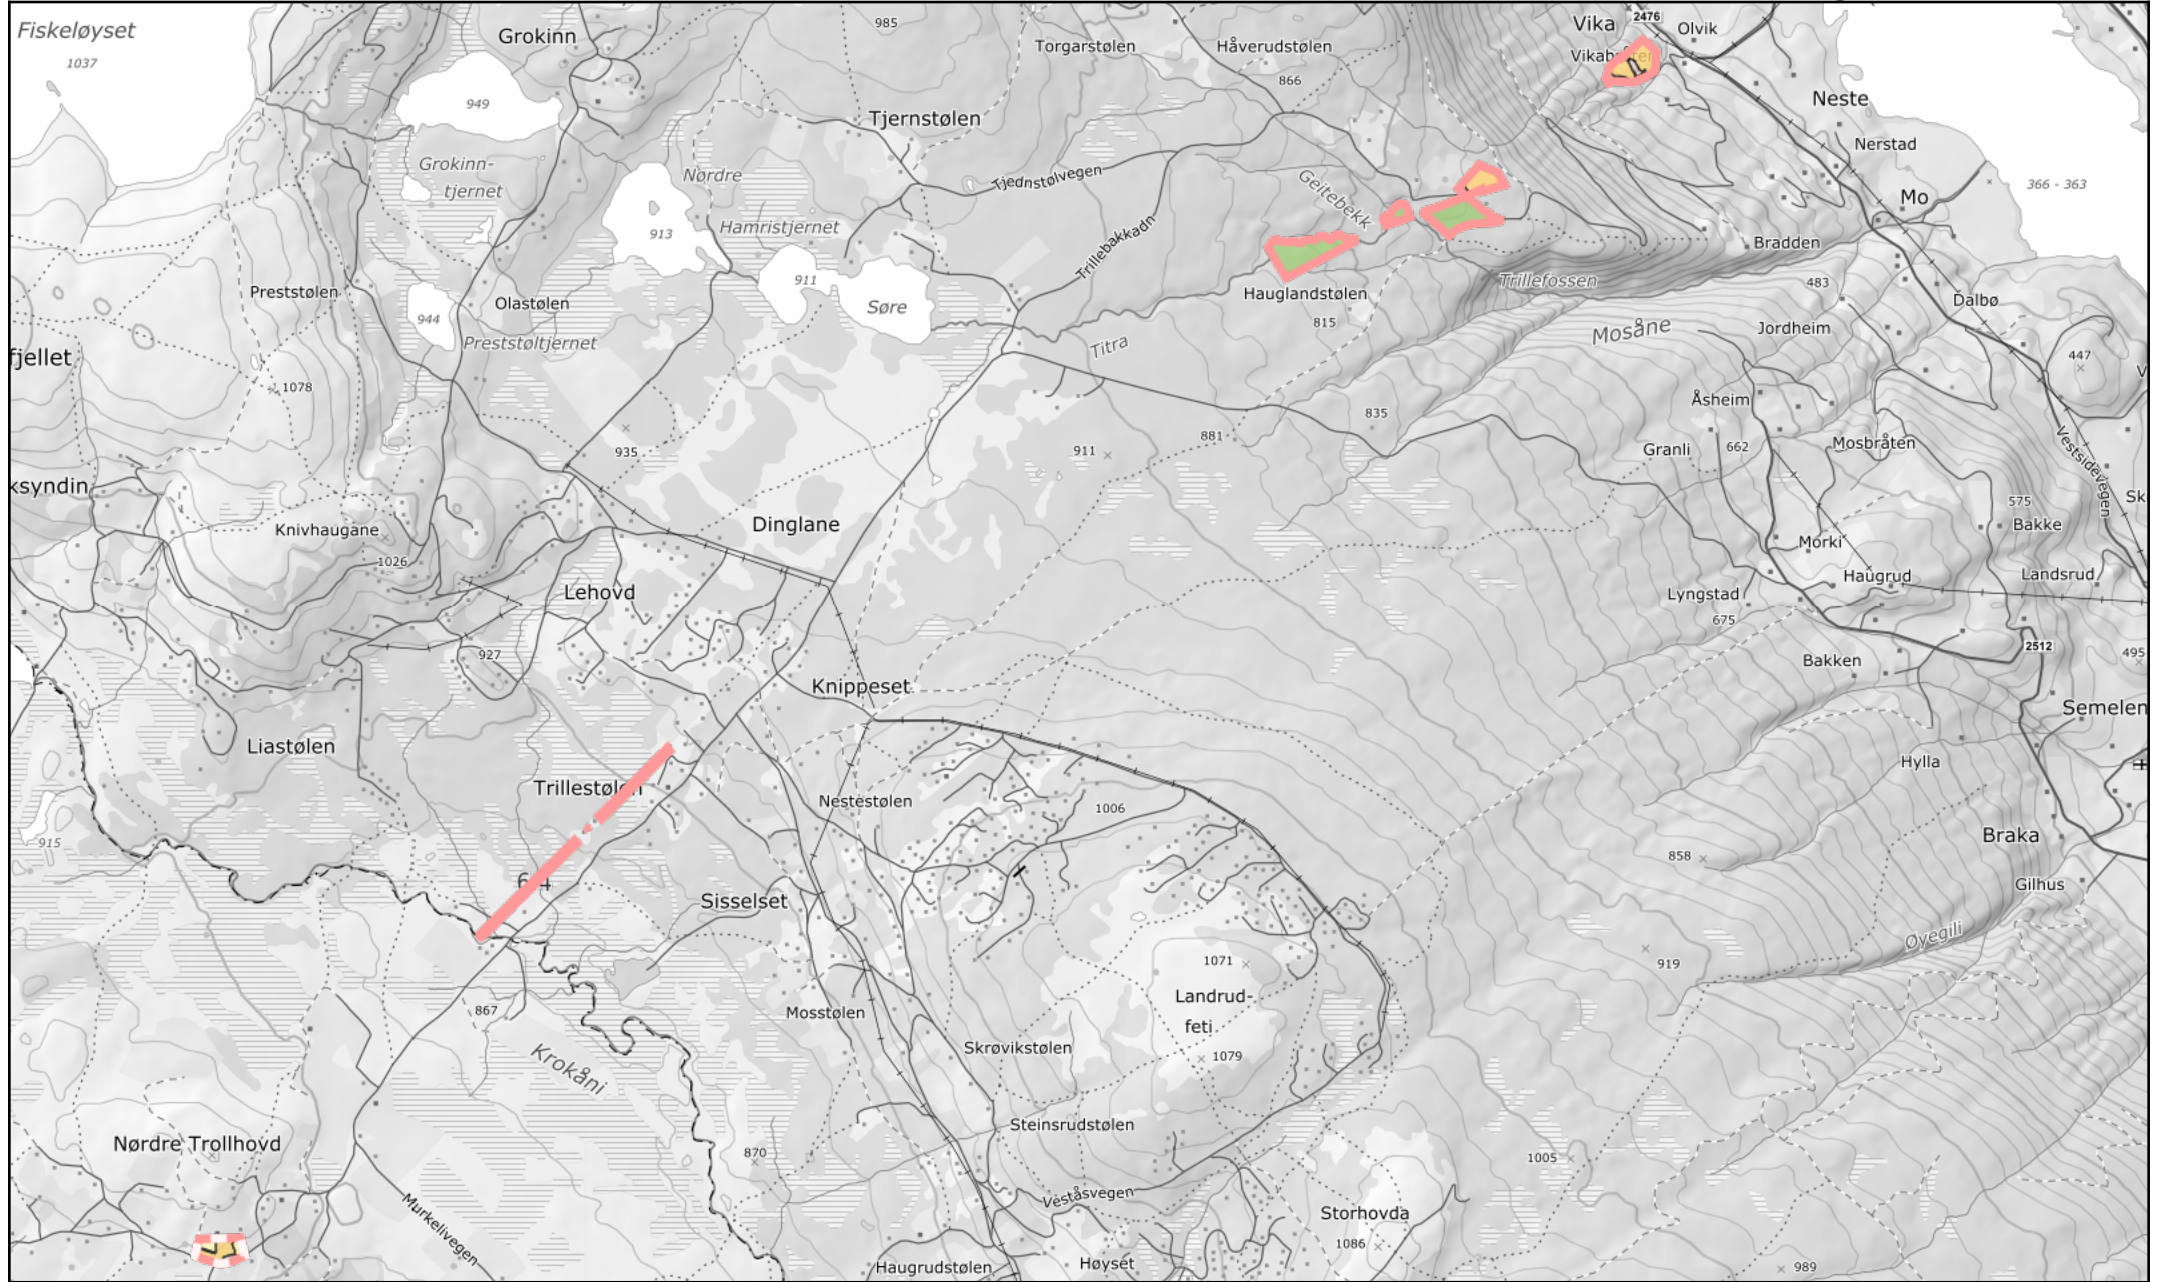 Fiskeløyset
1037
Grokinn
985
Torgarstølen
Håverudstølen
866
Vika
2476
Olvik
Neste
Nerstad
366 - 363
Mo
949
Grokinn-
tjernet
Nørdre
Tjernstølen
Tjednstølvegen
Geitebekk
Hamristjernet
913
Trillebakkadn
Bradden
Preststølen
944
Olastølen
911
Søre
Hauglandstølen
815
Trillefossen
483
Dalbø
Preststøltjernet
Titra
Mosåne
Jordheim
447
fjellet
1078
Åsheim
835
881
911
935
Granli
662
Mosbråten
Vestsidevegen
ksyndin
Sk
575
Bakke
Knivhaugane
1026
Dinglane
Morki
Haugrud
Landsrud
Lehovd
Lyngstad
675
927
2512
495
Bakken
Knippeset
Semelen
Liastølen
Hylla
Trillestølen
Nestestølen
1006
915
858
Braka
Gilhus
64
Sisselset
Øyegili
919
1071
Landrud-
feti
867
Mosstølen
Skrøvikstølen
1079
Krokåni
Steinsrudstølen
Nørdre Trollhovd
870
1005
Murkelivegen
Veståsvegen
Storhovda
1086
Haugrudstølen
Høyset
989